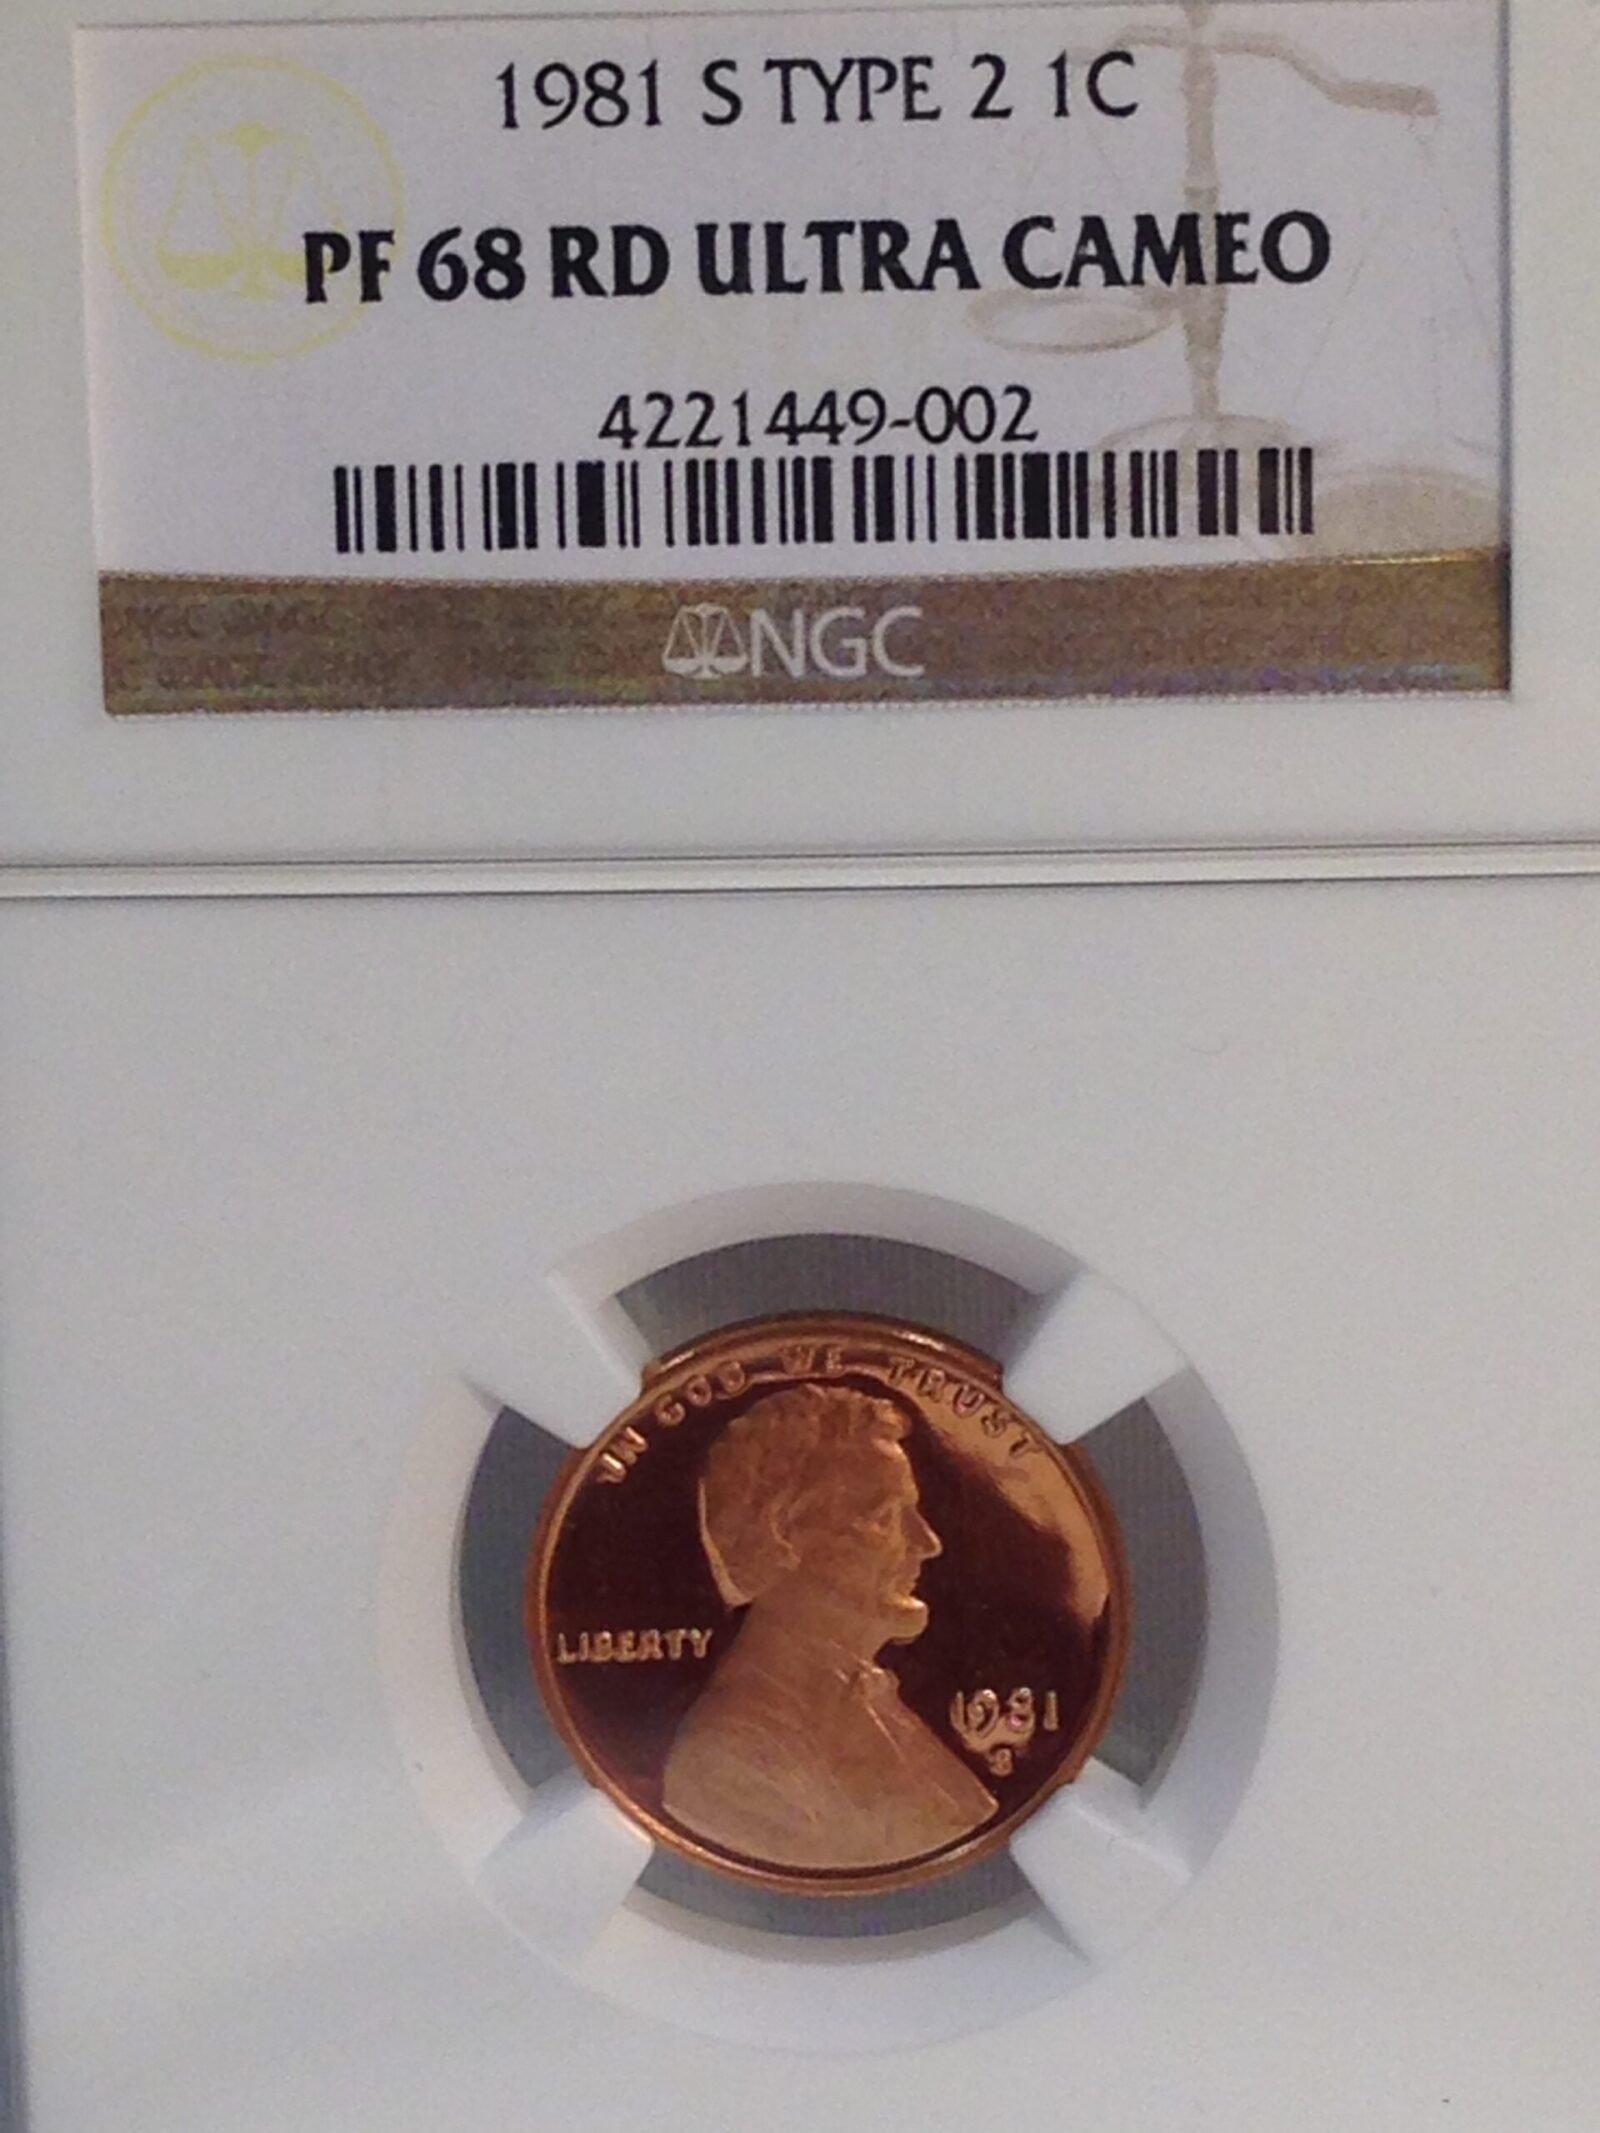 1981 S TYPE 2 1C
PF 68 RD ULTRA CAMEO
4221449-002
NGC
IN GOD WE TRUST
LIBERTY
1981
S